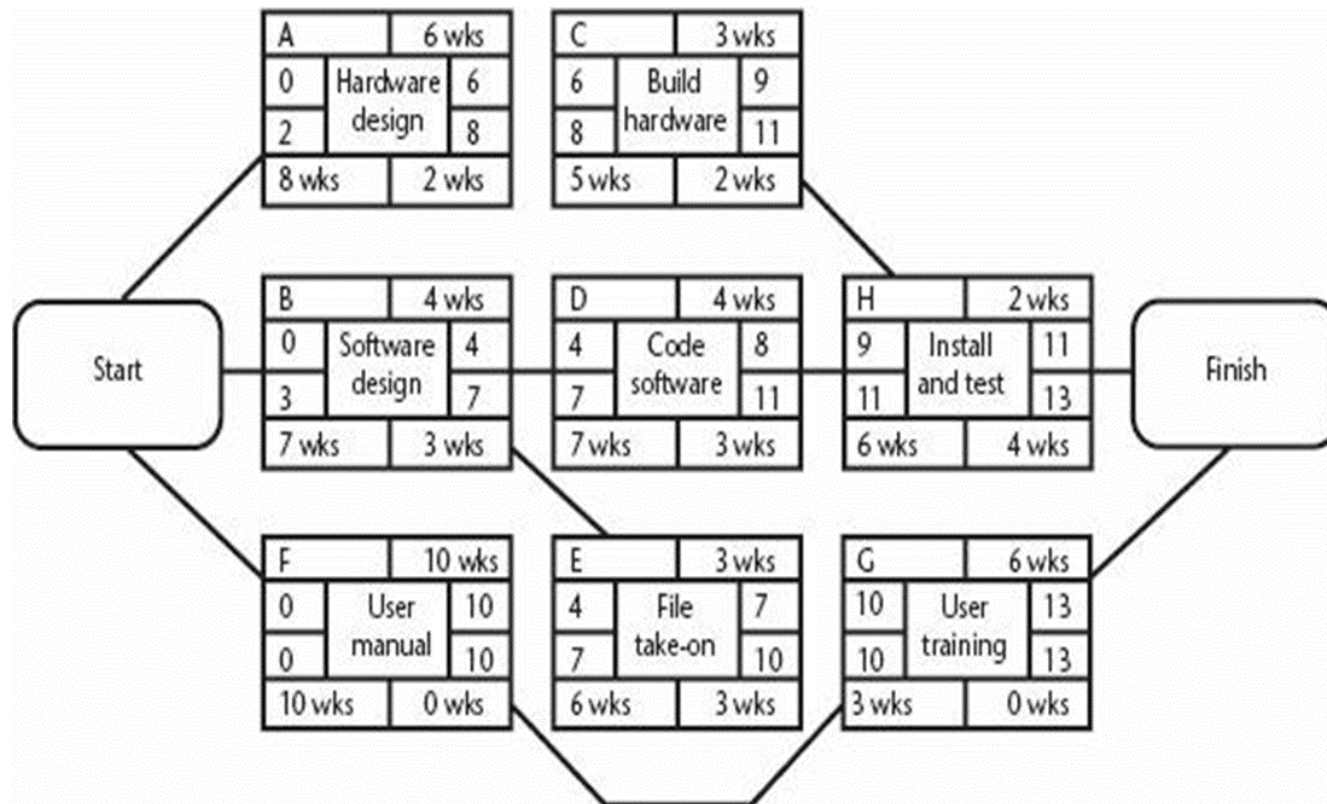 A 6 wks
0 Hardware 6
2 design 8
8 wks 2 wks
C 3 wks
6 Build 9
8 hardware 11
5 wks 2 wks
Start
B 4 wks
0 Software 4
3 design 7
7 wks 3 wks
D 4 wks
4 Code 8
7 software 11
7 wks 3 wks
H 2 wks
9 Install 11
11 and test 13
6 wks 4 wks
Finish
F 10 wks
0 User 10
0 manual 10
10 wks 0 wks
E 3 wks
4 File 7
7 take-on 10
6 wks 3 wks
G 6 wks
10 User 13
10 training 13
3 wks 0 wks